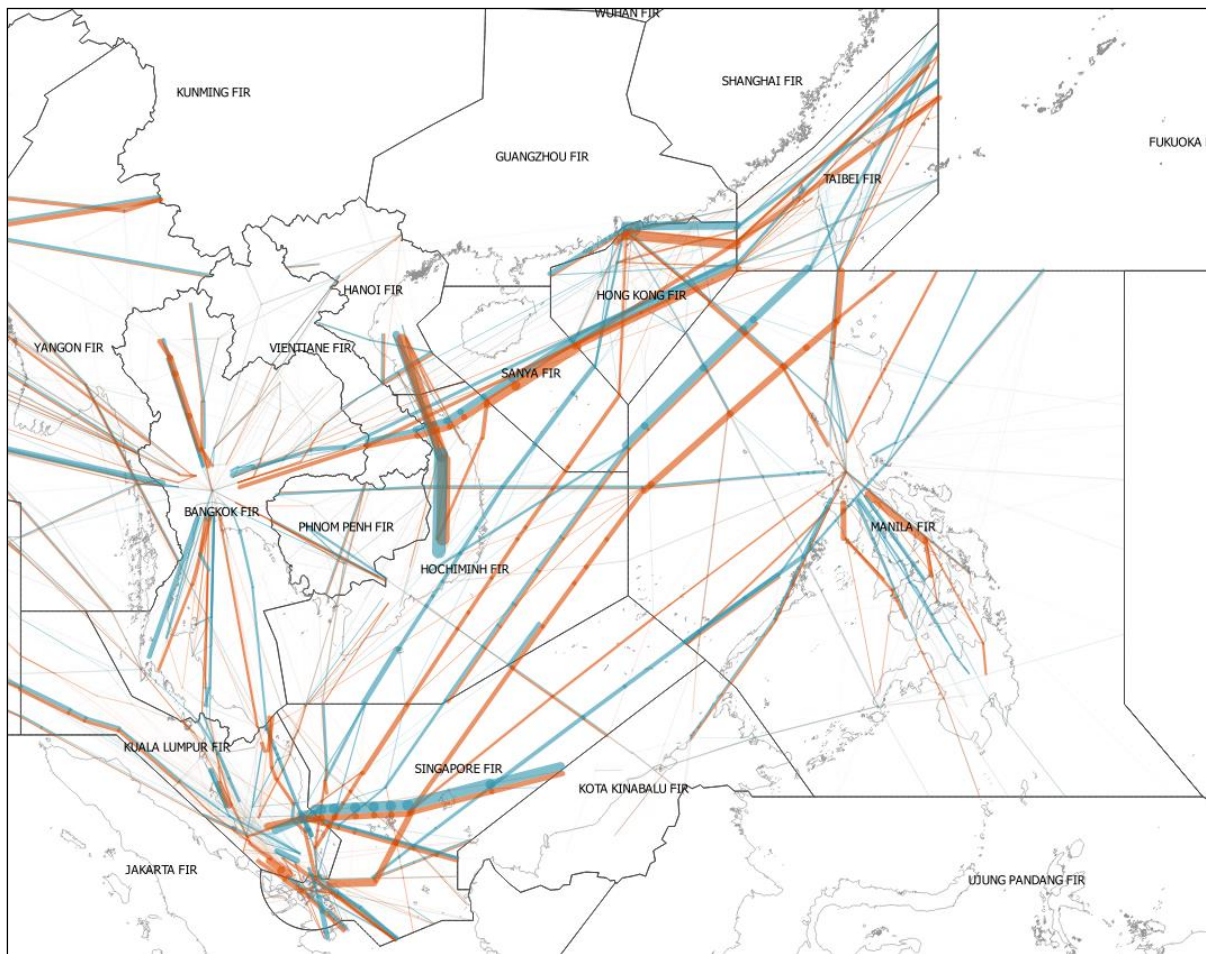 WUHAN FIR
SHANGHAI FIR
KUNMING FIR
FUKUOKA
GUANGZHOU FIR
TAIBEI FIR
HANOI FIR
HONG KONG FIR
YANGON FIR
VIENTIANE FIR
SANYA FIR
BANGKOK FIR
PHNOM PENH FIR
MANILA FIR
HOCHIMINH FIR
KUALA LUMPUR FIR
SINGAPORE FIR
KOTA KINABALU FIR
JAKARTA FIR
UJUNG PANDANG FIR